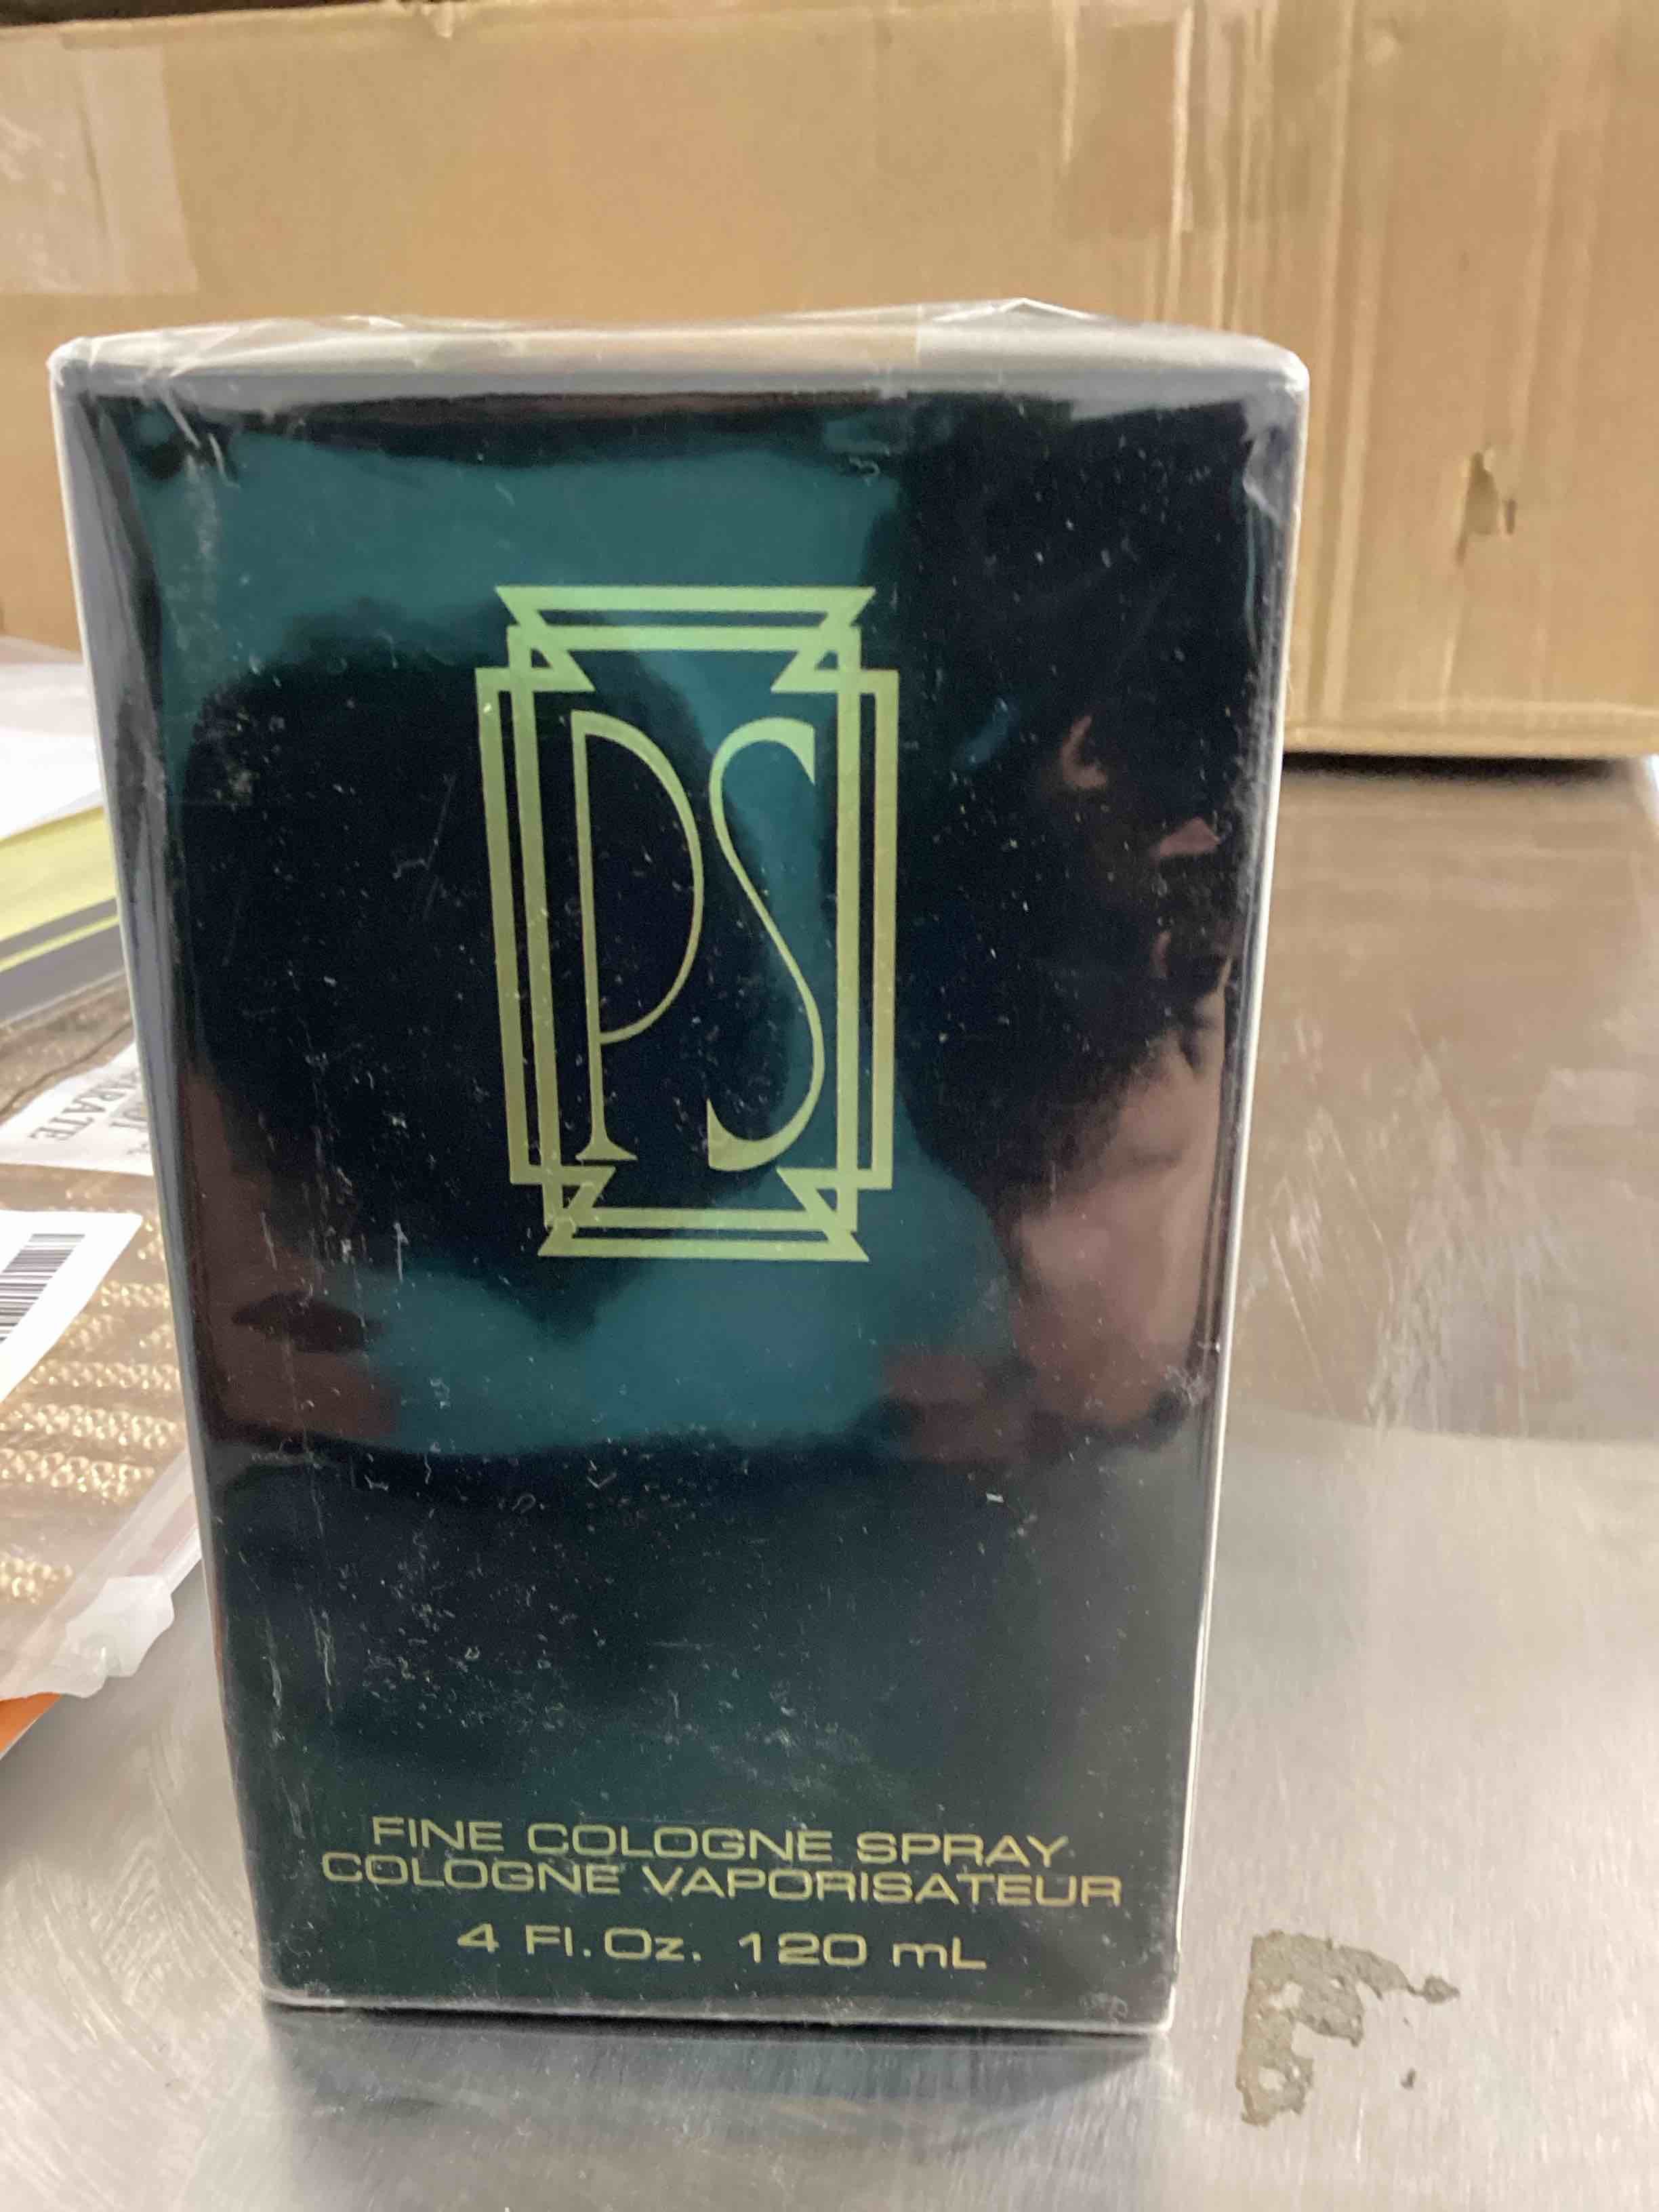 PS
FINE COLOGNE SPRAY
COLOGNE VAPORISATEUR
4 Fl.Oz. 120 mL